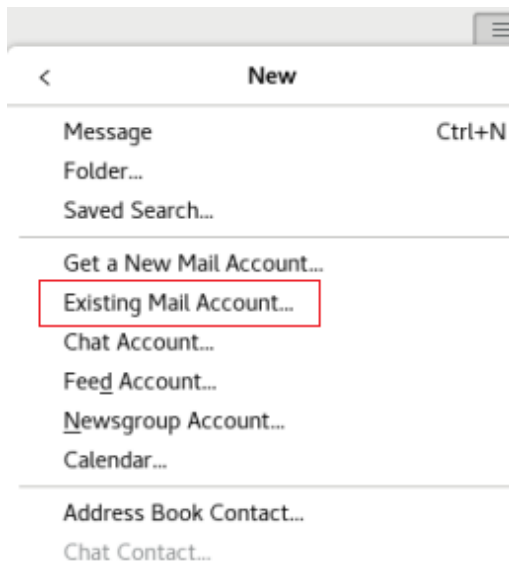 < New
Message Ctrl+N
Folder...
Saved Search...
Get a New Mail Account...
Existing Mail Account...
Chat Account...
Feed Account...
Newsgroup Account...
Calendar...
Address Book Contact...
Chat Contact...